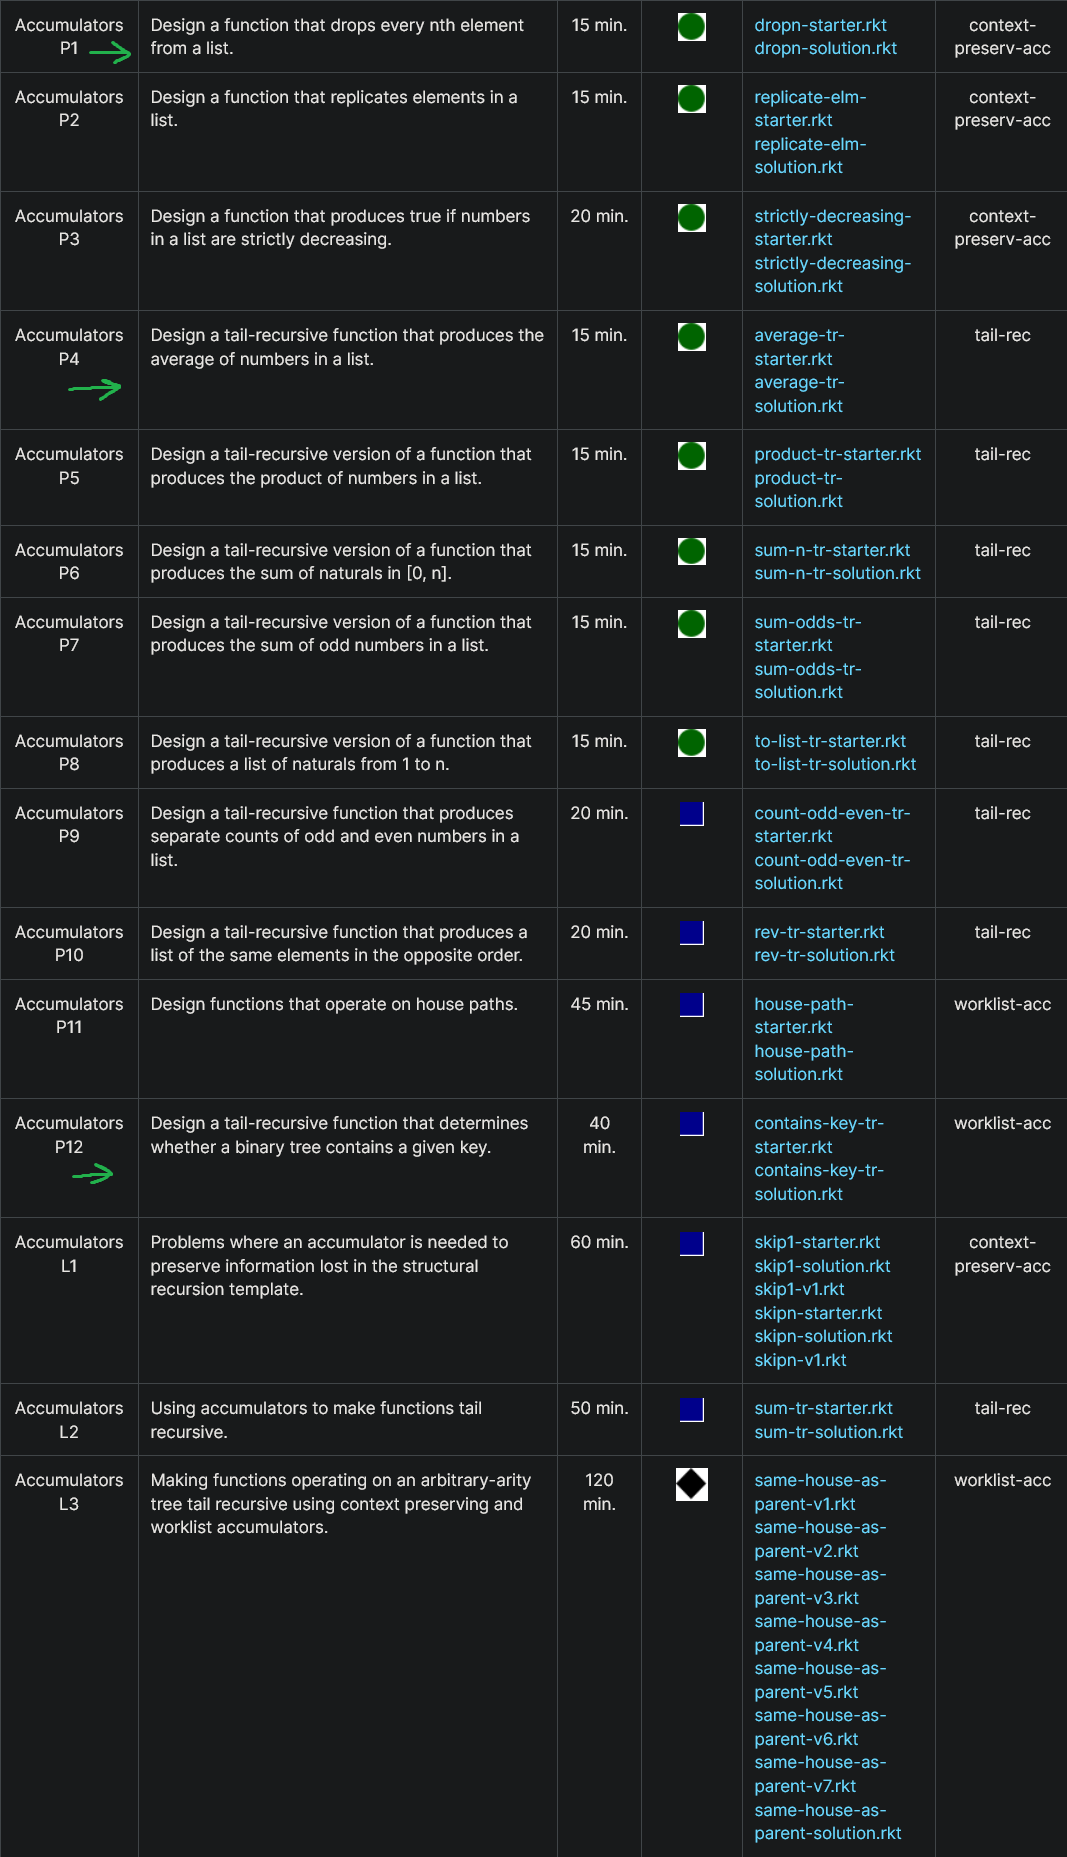 Accumulators
P1
Design a function that drops every nth element
from a list.
15 min.
dropn-starter.rkt
dropn-solution.rkt
context-
preserv-acc
Accumulators
P2
Design a function that replicates elements in a
list.
15 min.
replicate-elm-
starter.rkt
replicate-elm-
solution.rkt
context-
preserv-acc
Accumulators
P3
Design a function that produces true if numbers
in a list are strictly decreasing.
20 min.
strictly-decreasing-
starter.rkt
strictly-decreasing-
solution.rkt
context-
preserv-acc
Accumulators
P4
Design a tail-recursive function that produces the
average of numbers in a list.
15 min.
average-tr-
starter.rkt
average-tr-
solution.rkt
tail-rec
Accumulators
P5
Design a tail-recursive version of a function that
produces the product of numbers in a list.
15 min.
product-tr-starter.rkt
product-tr-
solution.rkt
tail-rec
Accumulators
P6
Design a tail-recursive version of a function that
produces the sum of naturals in [0, n].
15 min.
sum-n-tr-starter.rkt
sum-n-tr-solution.rkt
tail-rec
Accumulators
P7
Design a tail-recursive version of a function that
produces the sum of odd numbers in a list.
15 min.
sum-odds-tr-
starter.rkt
sum-odds-tr-
solution.rkt
tail-rec
Accumulators
P8
Design a tail-recursive version of a function that
produces a list of naturals from 1 to n.
15 min.
to-list-tr-starter.rkt
to-list-tr-solution.rkt
tail-rec
Accumulators
P9
Design a tail-recursive function that produces
separate counts of odd and even numbers in a
list.
20 min.
count-odd-even-tr-
starter.rkt
count-odd-even-tr-
solution.rkt
tail-rec
Accumulators
P10
Design a tail-recursive function that produces a
list of the same elements in the opposite order.
20 min.
rev-tr-starter.rkt
rev-tr-solution.rkt
tail-rec
Accumulators
P11
Design functions that operate on house paths.
45 min.
house-path-
starter.rkt
house-path-
solution.rkt
worklist-acc
Accumulators
P12
Design a tail-recursive function that determines
whether a binary tree contains a given key.
40
min.
contains-key-tr-
starter.rkt
contains-key-tr-
solution.rkt
worklist-acc
Accumulators
L1
Problems where an accumulator is needed to
preserve information lost in the structural
recursion template.
60 min.
skip1-starter.rkt
skip1-solution.rkt
skip1-v1.rkt
skipn-starter.rkt
skipn-solution.rkt
skipn-v1.rkt
context-
preserv-acc
Accumulators
L2
Using accumulators to make functions tail
recursive.
50 min.
sum-tr-starter.rkt
sum-tr-solution.rkt
tail-rec
Accumulators
L3
Making functions operating on an arbitrary-arity
tree tail recursive using context preserving and
worklist accumulators.
120
min.
same-house-as-
parent-v1.rkt
same-house-as-
parent-v2.rkt
same-house-as-
parent-v3.rkt
same-house-as-
parent-v4.rkt
same-house-as-
parent-v5.rkt
same-house-as-
parent-v6.rkt
same-house-as-
parent-v7.rkt
same-house-as-
parent-solution.rkt
worklist-acc